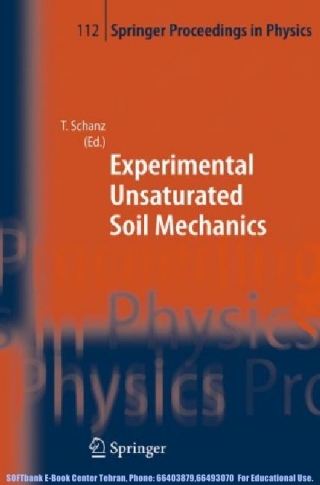 112 Springer Proceedings in Physics
T. Schanz
(Ed.)
Experimental
Unsaturated
Soil Mechanics
Physics
Physics Pro
Springer
SOFTbank E-Book Center Tehran, Phone: 66403879,66493070 For Educational Use.